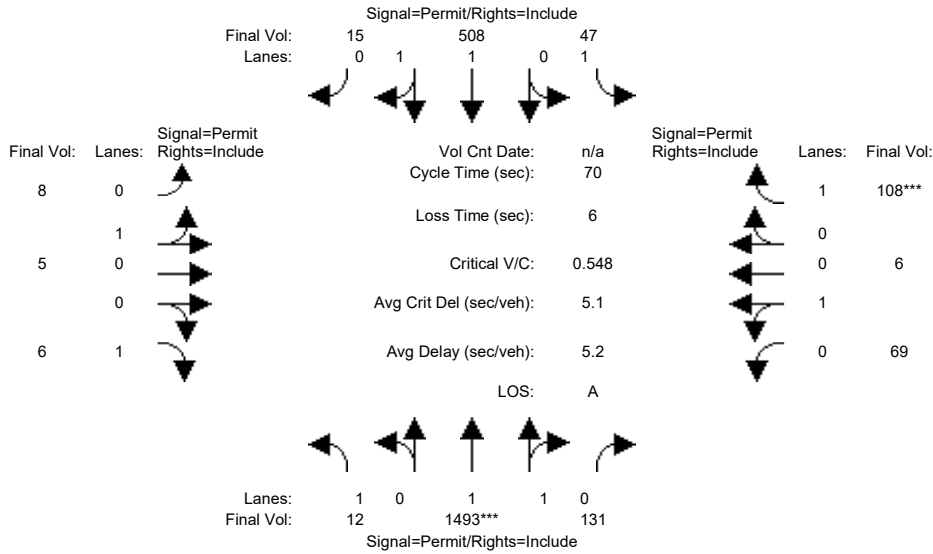 Signal=Permit/Rights=Include
Final Vol: 15 508 47
Lanes: 0 1 1 0 1
Signal=Permit
Final Vol: Lanes: Rights=Include
Vol Cnt Date: n/a
Signal=Permit
Rights=Include Lanes: Final Vol:
Cycle Time (sec): 70
8 0
1 108***
Loss Time (sec): 6
1
0
5 0
Critical V/C: 0.548
0 6
0
Avg Crit Del (sec/veh): 5.1
1
6 1
Avg Delay (sec/veh): 5.2
0 69
LOS: A
Lanes: 1 0 1 1 0
Final Vol: 12 1493*** 131
Signal=Permit/Rights=Include